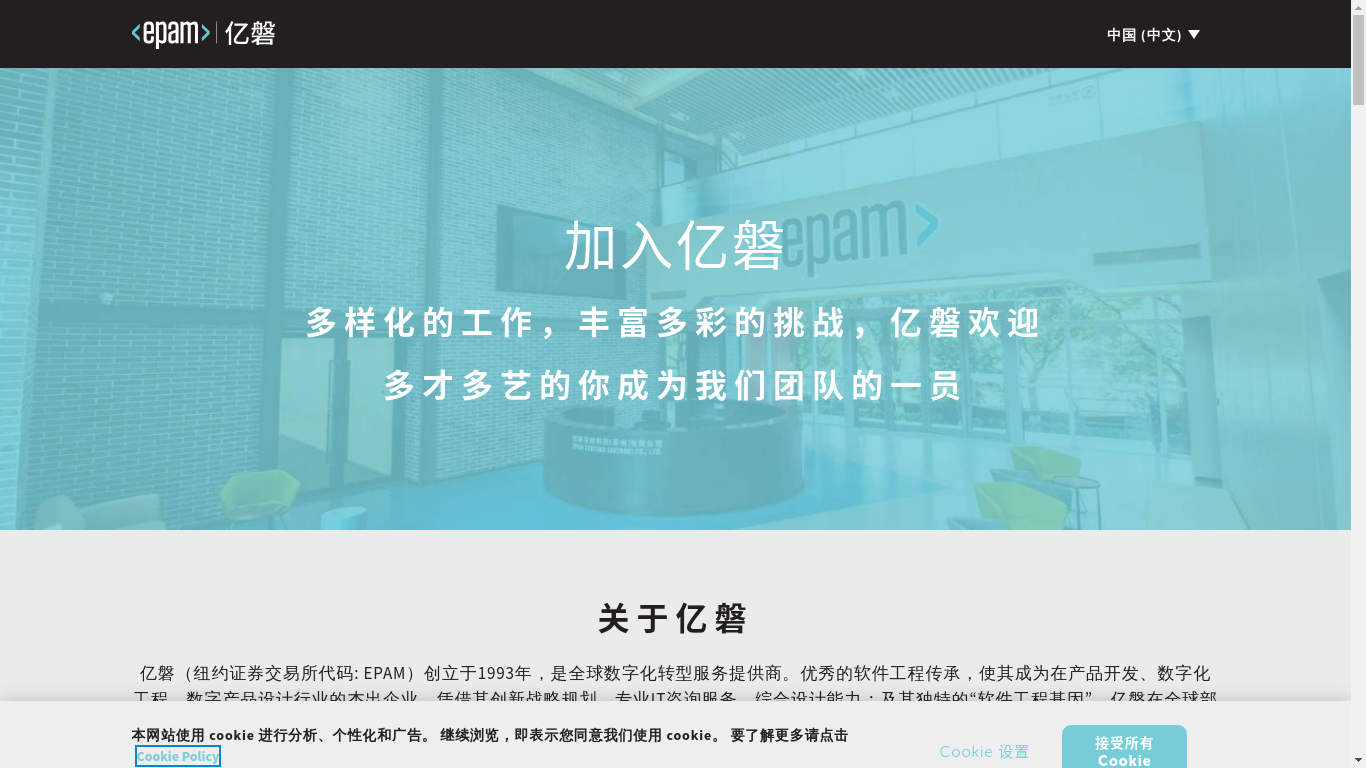 <epam> | 亿磐
中国 (中文)
epam>
加入亿磐
多样化的工作，丰富多彩的挑战，亿磐欢迎
多才多艺的你成为我们团队的一员
关于亿磐
亿磐（纽约证券交易所代码: EPAM）创立于1993年，是全球数字化转型服务提供商。优秀的软件工程传承，使其成为在产品开发、数字化
工程、数字产品设计行业的杰出企业。凭借其创新战略规划、专业IT咨询服务、综合设计能力；及其独特的“软件工程基因”，亿磐在全球部
本网站使用 cookie 进行分析、个性化和广告。 继续浏览，即表示您同意我们使用 cookie。 要了解更多请点击
Cookie Policy
Cookie 设置
接受所有
Cookie